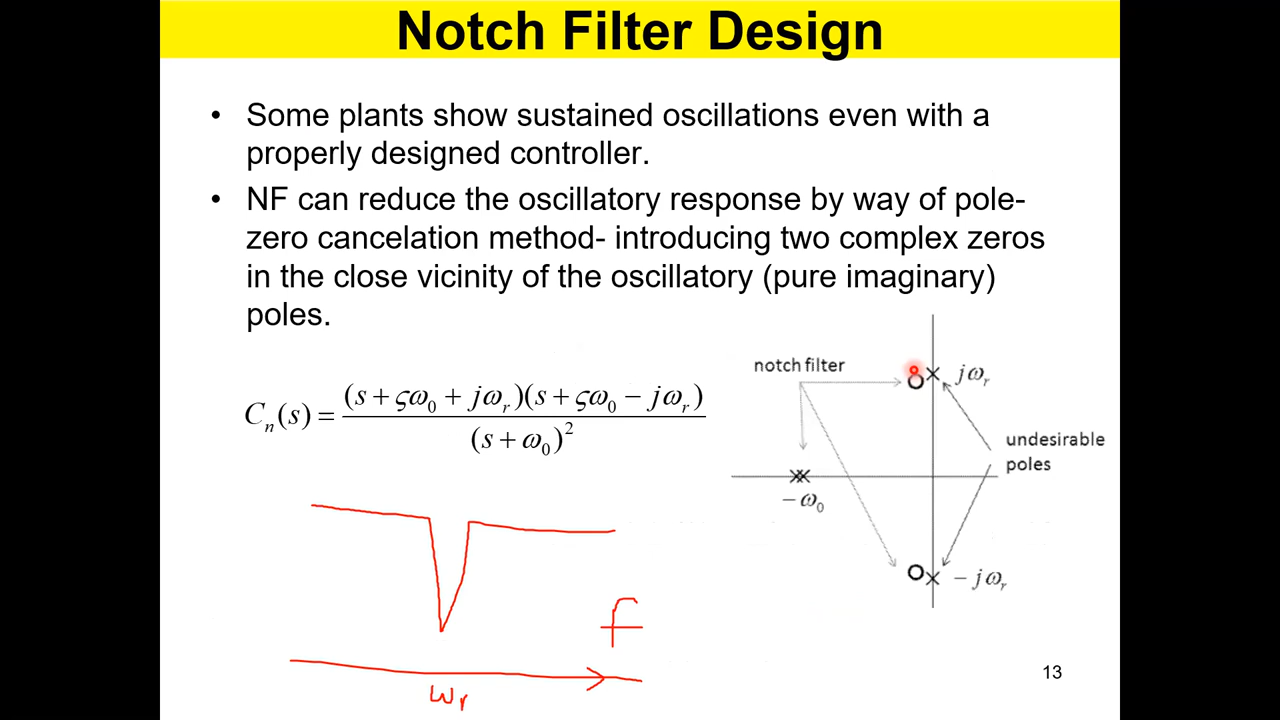 Notch Filter Design
• Some plants show sustained oscillations even with a
properly designed controller.
• NF can reduce the oscillatory response by way of pole-
zero cancelation method- introducing two complex zeros
in the close vicinity of the oscillatory (pure imaginary)
poles.
notch filter
jωᵣ
Cₙ(s) = (s + ςω₀ + jωᵣ)(s + ςω₀ − jωᵣ) / (s + ω₀)²
undesirable
poles
−ω₀
−jωᵣ
f
ωᵣ
13